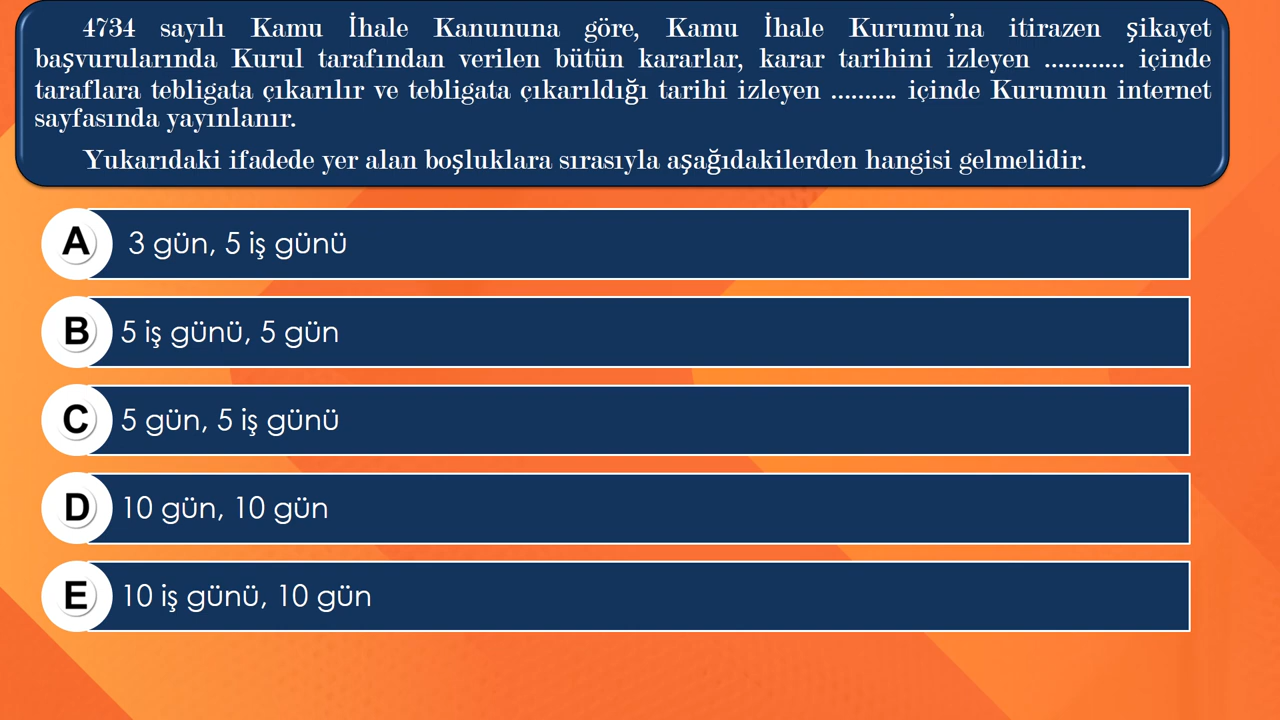 4734 sayılı Kamu İhale Kanununa göre, Kamu İhale Kurumu'na itirazen şikayet
başvurularında Kurul tarafından verilen bütün kararlar, karar tarihini izleyen ............ içinde
taraflara tebligata çıkarılır ve tebligata çıkarıldığı tarihi izleyen .......... içinde Kurumun internet
sayfasında yayınlanır.
Yukarıdaki ifadede yer alan boşluklara sırasıyla aşağıdakilerden hangisi gelmelidir.
A 3 gün, 5 iş günü
B 5 iş günü, 5 gün
C 5 gün, 5 iş günü
D 10 gün, 10 gün
E 10 iş günü, 10 gün